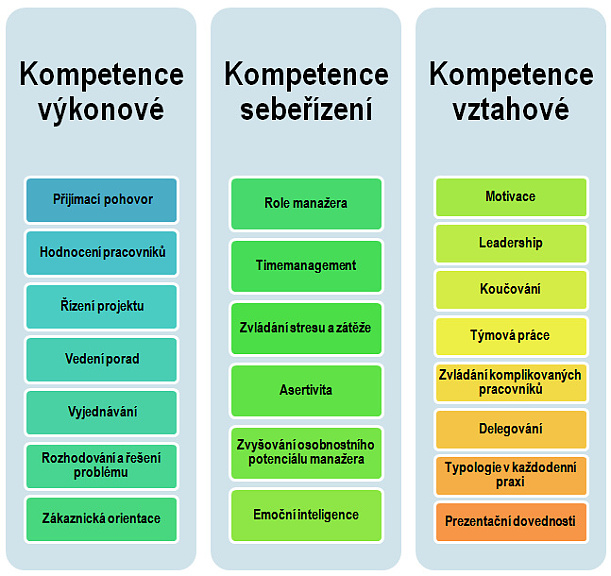 Kompetence
výkonové
Přijímací pohovor
Hodnocení pracovníků
Řízení projektu
Vedení porad
Vyjednávání
Rozhodování a řešení
problému
Zákaznická orientace
Kompetence
sebeřízení
Role manažera
Timemanagement
Zvládání stresu a zátěže
Asertivita
Zvyšování osobnostního
potenciálu manažera
Emoční inteligence
Kompetence
vztahové
Motivace
Leadership
Koučování
Týmová práce
Zvládání komplikovaných
pracovníků
Delegování
Typologie v každodenní
praxi
Prezentační dovednosti